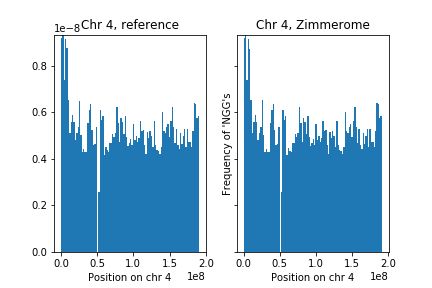 Chr 4, reference
Chr 4, Zimmerome
1e−8
0.8
0.6
0.4
0.2
0.0
Frequency of 'NGG's
0.0 0.5 1.0 1.5 2.0
0.0 0.5 1.0 1.5 2.0
Position on chr 4
1e8
Position on chr 4
1e8